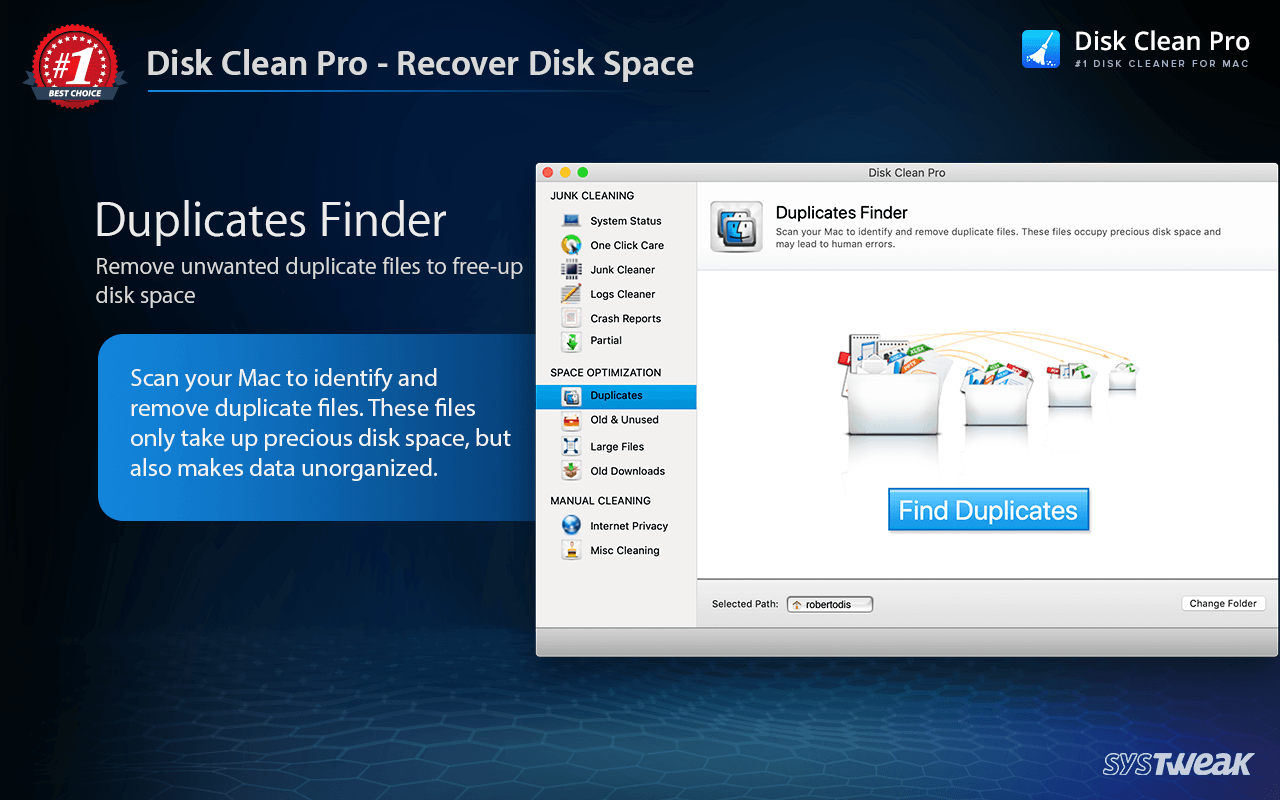 #1
BEST CHOICE
Disk Clean Pro - Recover Disk Space
Disk Clean Pro
#1 DISK CLEANER FOR MAC
Duplicates Finder
Remove unwanted duplicate files to free-up
disk space
Scan your Mac to identify and
remove duplicate files. These files
only take up precious disk space, but
also makes data unorganized.
Disk Clean Pro
JUNK CLEANING
System Status
One Click Care
Junk Cleaner
Logs Cleaner
Crash Reports
Partial
SPACE OPTIMIZATION
Duplicates
Old & Unused
Large Files
Old Downloads
MANUAL CLEANING
Internet Privacy
Misc Cleaning
Duplicates Finder
Scan your Mac to identify and remove duplicate files. These files occupy precious disk space and
may lead to human errors.
Find Duplicates
Selected Path:
robertodis
Change Folder
SYSTWEAK